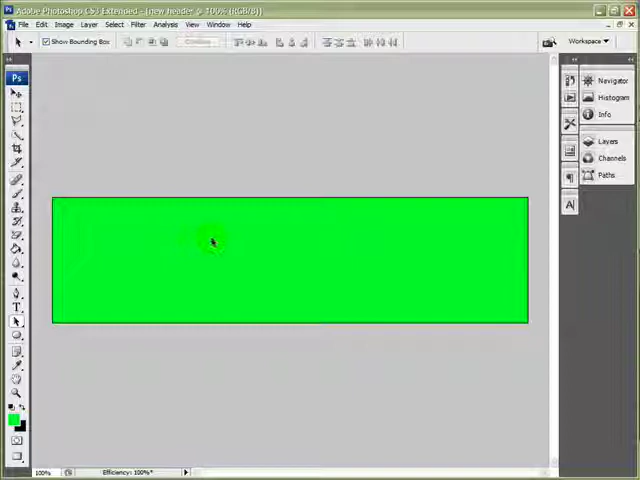 Adobe Photoshop CS3 Extended - [new header @ 100% (RGB/8)]
File Edit Image Layer Select Filter Analysis View Window Help
Show Bounding Box
Workspace
Ps
Navigator
Histogram
Info
Layers
Channels
Paths
A
T
100%
Efficiency: 100%*